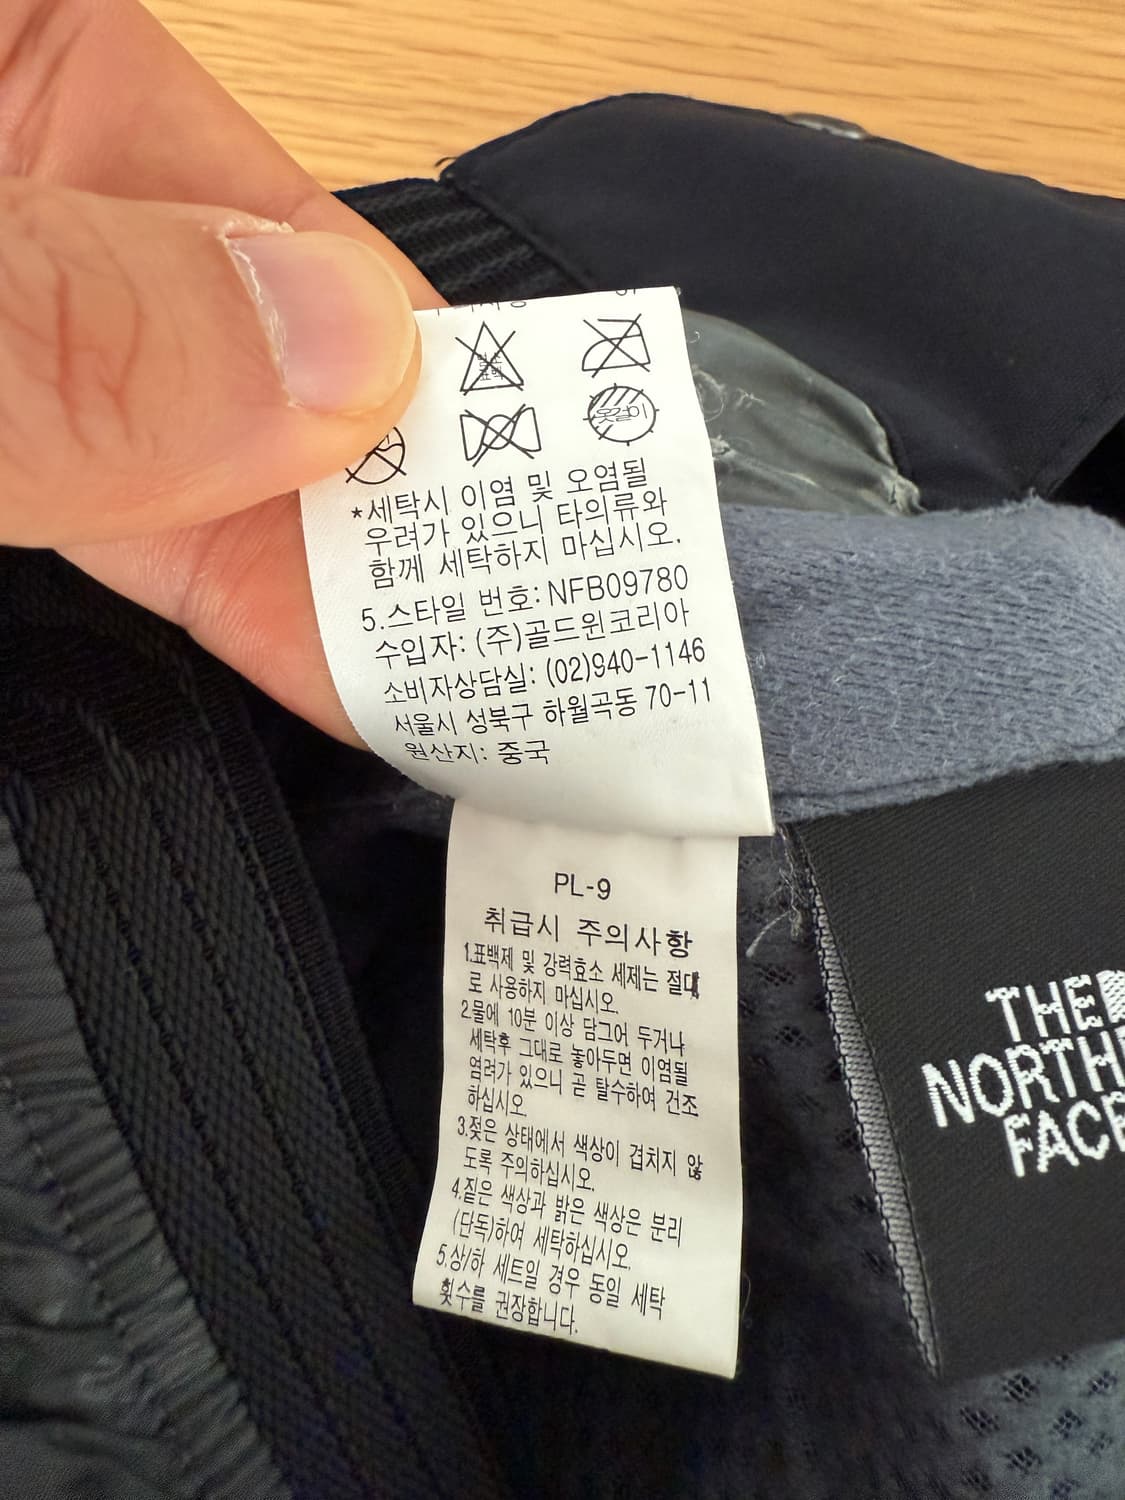 염소
표백
옷걸이
*세탁시 이염 및 오염될
우려가 있으니 타의류와
함께 세탁하지 마십시오.
5.스타일 번호: NFB09780
수입자: (주)골드윈코리아
소비자상담실: (02)940-1146
서울시 성북구 하월곡동 70-11
원산지: 중국
PL-9
취급시 주의사항
1.표백제 및 강력효소 세제는 절대
로 사용하지 마십시오.
2.물에 10분 이상 담그어 두거나
세탁후 그대로 놓아두면 이염될
염려가 있으니 곧 탈수하여 건조
하십시오
3.젖은 상태에서 색상이 겹치지 않
도록 주의하십시오.
4.짙은 색상과 밝은 색상은 분리
(단독)하여 세탁하십시오.
5.상/하 세트일 경우 동일 세탁
횟수를 권장합니다.
THE
NORTH
FACE